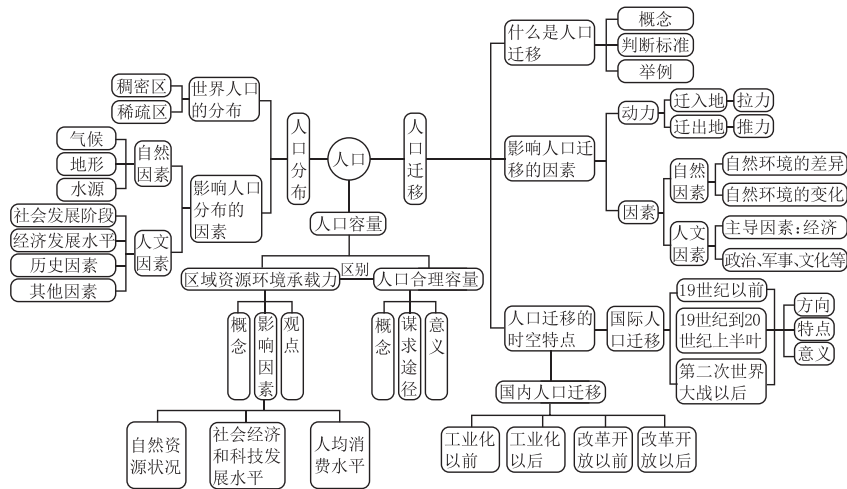 人口
人口分布
世界人口
的分布
稠密区
稀疏区
影响人口
分布的
因素
自然
因素
气候
地形
水源
人文
因素
社会发展阶段
经济发展水平
历史因素
其他因素
人口容量
区域资源环境承载力
区别
人口合理容量
概念
影响因素
观点
自然资
源状况
社会经济
和科技发
展水平
人均消
费水平
概念
谋求途径
意义
人口迁移
什么是人口
迁移
概念
判断标准
举例
影响人口迁
移的因素
动力
迁入地
拉力
迁出地
推力
因素
自然
因素
自然环境的差异
自然环境的变化
人文
因素
主导因素：经济
政治、军事、文化等
人口迁移的
时空特点
国际人
口迁移
19世纪以前
19世纪到20
世纪上半叶
第二次世界
大战以后
方向
特点
意义
国内人口迁移
工业化
以前
工业化
以后
改革开
放以前
改革开
放以后